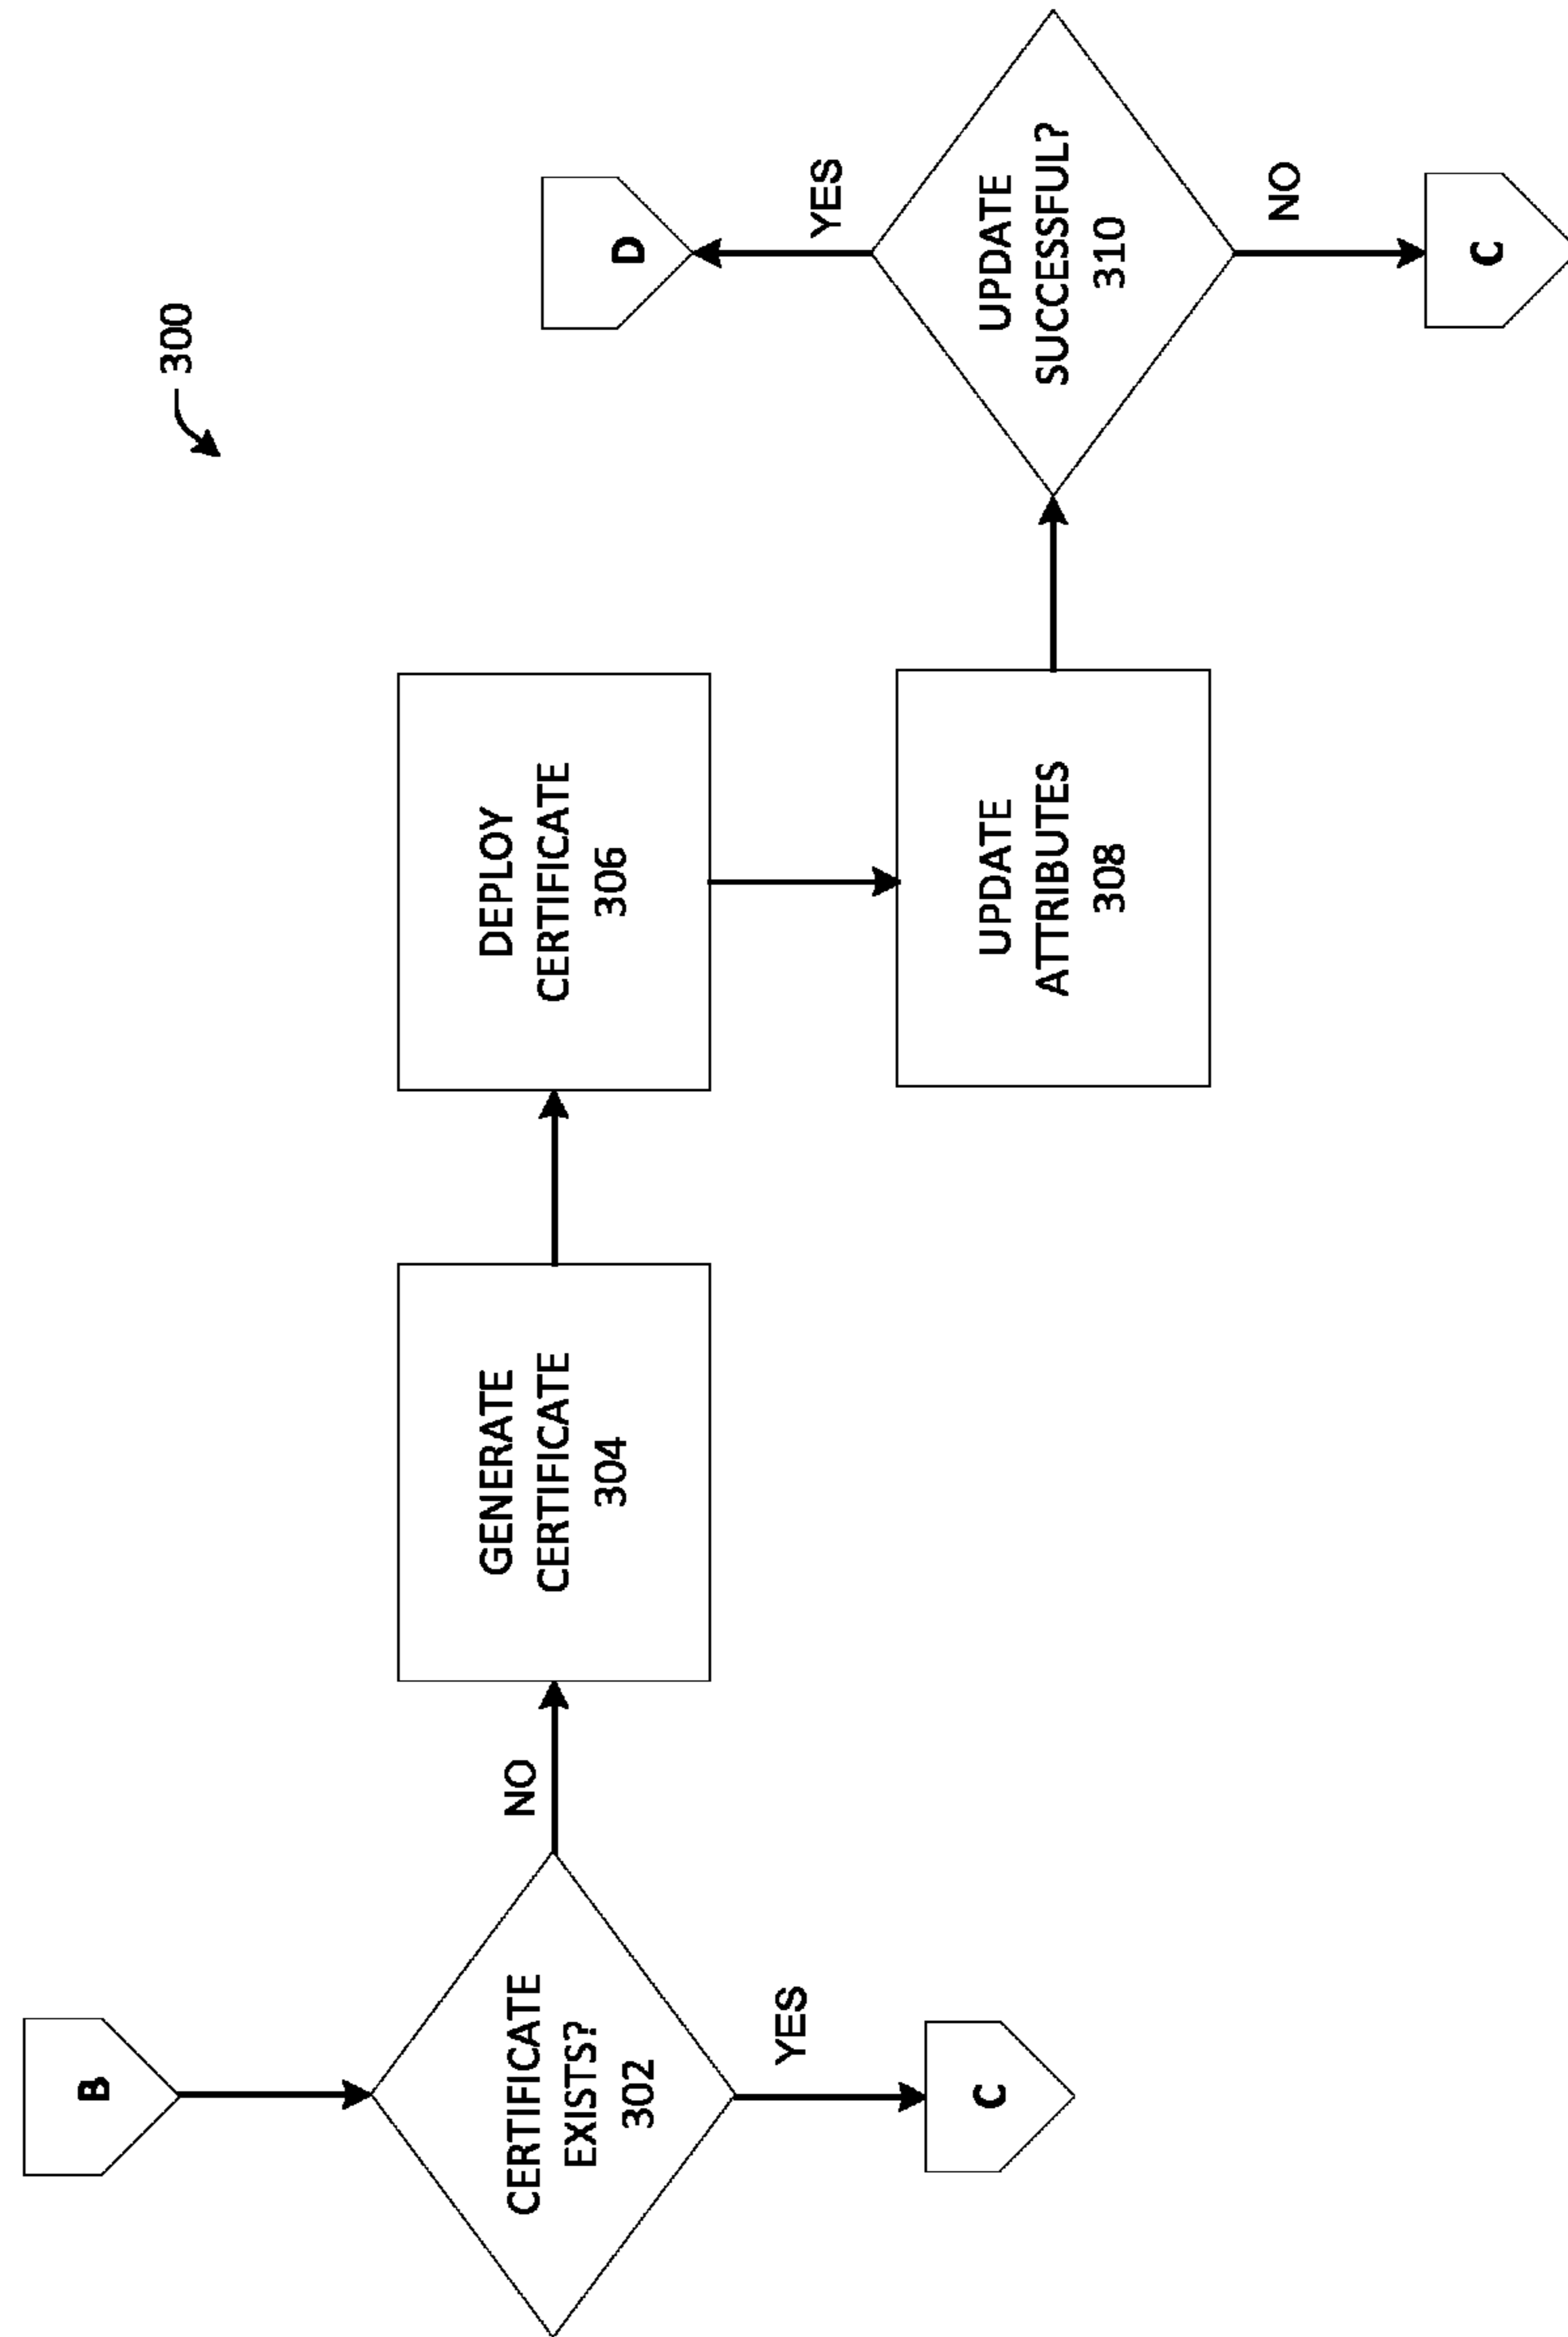 300
B
CERTIFICATE
EXISTS?
302
YES
C
NO
GENERATE
CERTIFICATE
304
DEPLOY
CERTIFICATE
306
UPDATE
ATTRIBUTES
308
UPDATE
SUCCESSFUL?
310
YES
D
NO
C